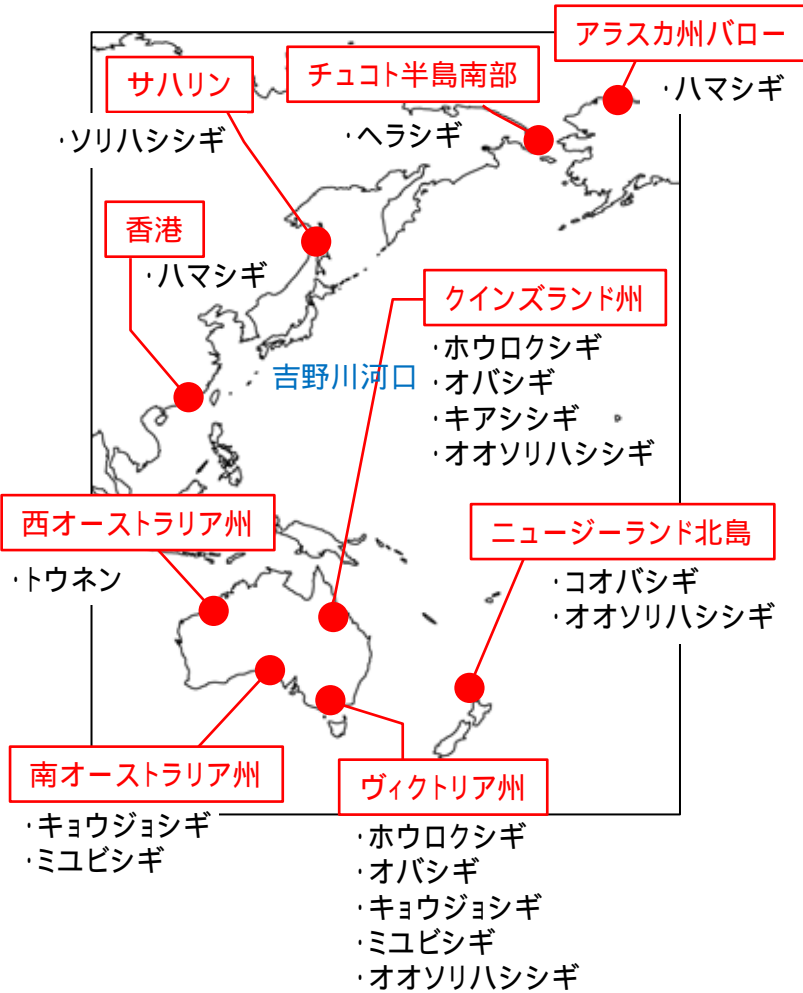 アラスカ州バロー
・ハマシギ
チュコト半島南部
・ヘラシギ
サハリン
・ソリハシシギ
香港
・ハマシギ
クインズランド州
・ホウロクシギ
・オバシギ
・キアシシギ
・オオソリハシシギ
吉野川河口
西オーストラリア州
・トウネン
ニュージーランド北島
・コオバシギ
・オオソリハシシギ
南オーストラリア州
・キョウジョシギ
・ミユビシギ
ヴィクトリア州
・ホウロクシギ
・オバシギ
・キョウジョシギ
・ミユビシギ
・オオソリハシシギ